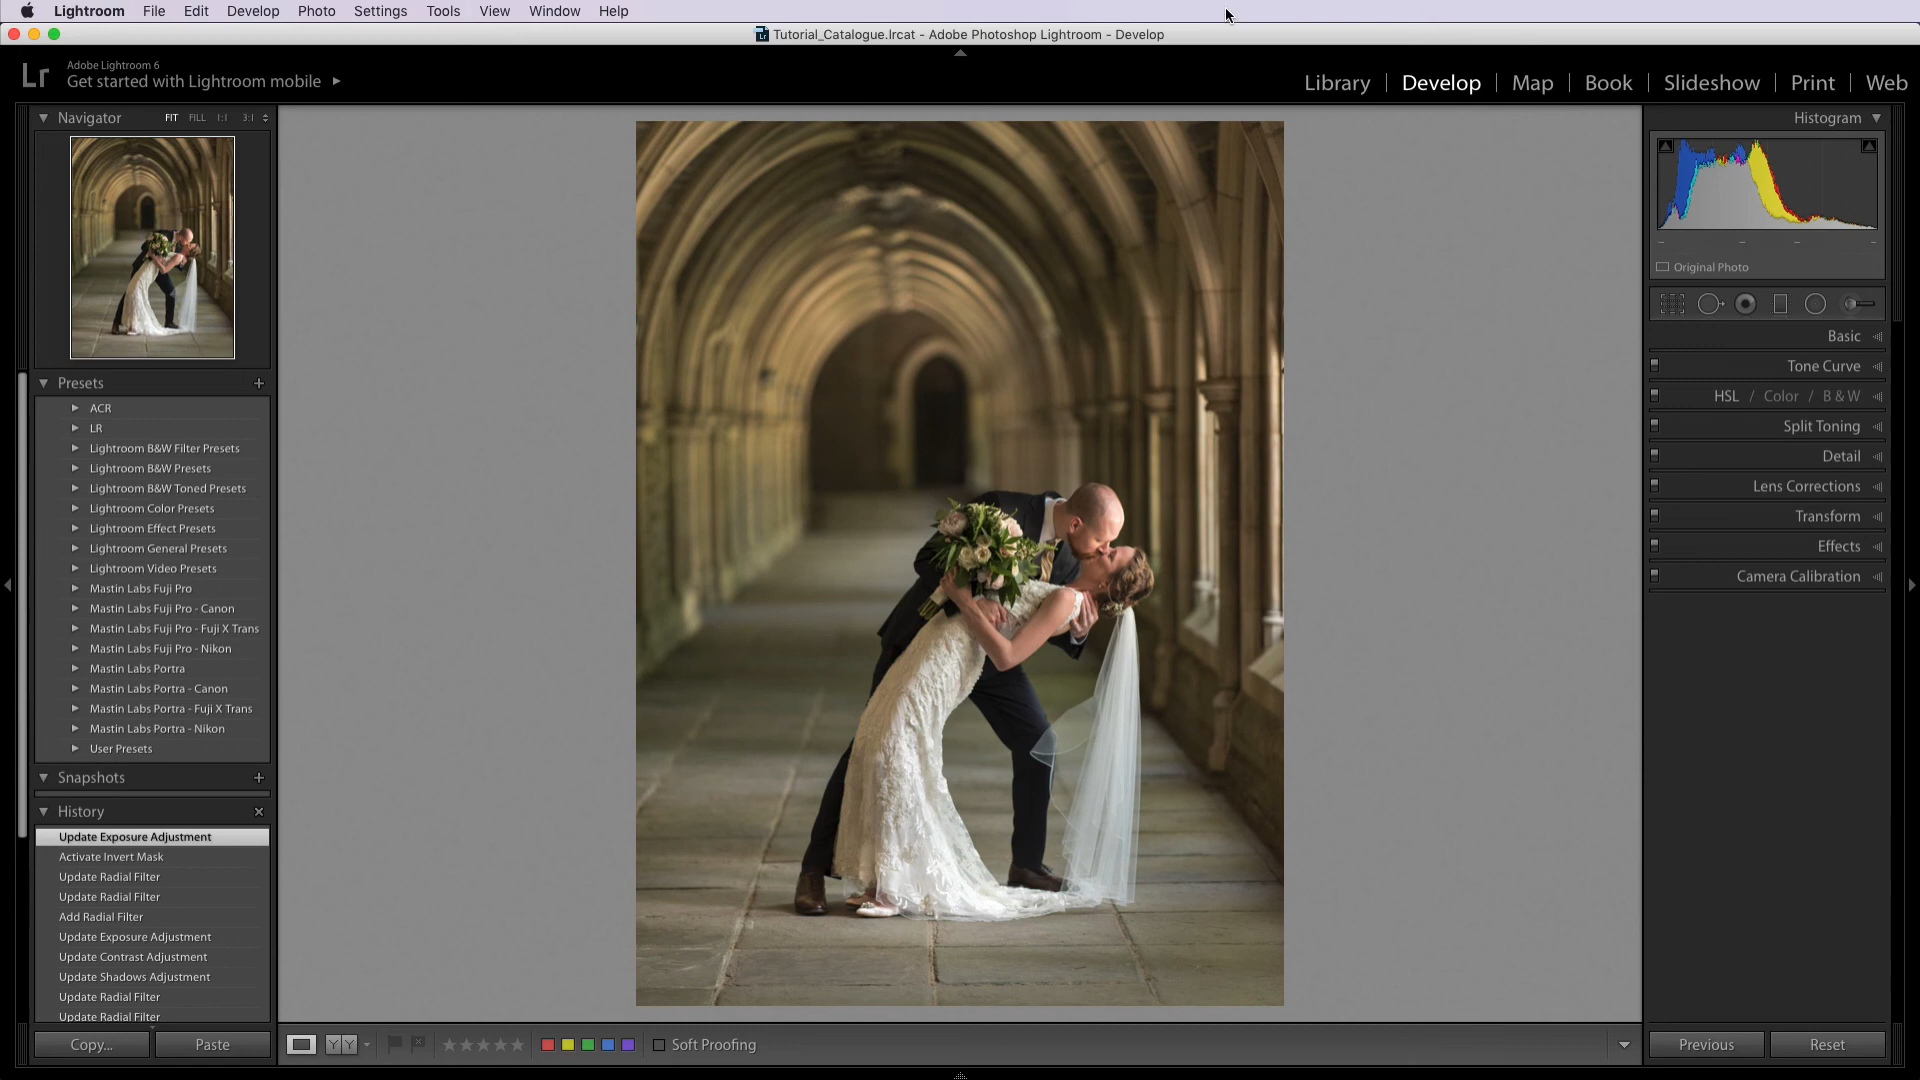 Lightroom File Edit Develop Photo Settings Tools View Window Help
Tutorial_Catalogue.lrcat - Adobe Photoshop Lightroom - Develop
Lr
Adobe Lightroom 6
Get started with Lightroom mobile
Library Develop Map Book Slideshow Print Web
Navigator FIT FILL 1:1 3:1
Presets
ACR
LR
Lightroom B&W Filter Presets
Lightroom B&W Presets
Lightroom B&W Toned Presets
Lightroom Color Presets
Lightroom Effect Presets
Lightroom General Presets
Lightroom Video Presets
Mastin Labs Fuji Pro
Mastin Labs Fuji Pro - Canon
Mastin Labs Fuji Pro - Fuji X Trans
Mastin Labs Fuji Pro - Nikon
Mastin Labs Portra
Mastin Labs Portra - Canon
Mastin Labs Portra - Fuji X Trans
Mastin Labs Portra - Nikon
User Presets
Snapshots
History
Update Exposure Adjustment
Activate Invert Mask
Update Radial Filter
Update Radial Filter
Add Radial Filter
Update Exposure Adjustment
Update Contrast Adjustment
Update Shadows Adjustment
Update Radial Filter
Update Radial Filter
Copy... Paste
Y Y
Soft Proofing
Histogram
Original Photo
Basic
Tone Curve
HSL / Color / B & W
Split Toning
Detail
Lens Corrections
Transform
Effects
Camera Calibration
Previous Reset